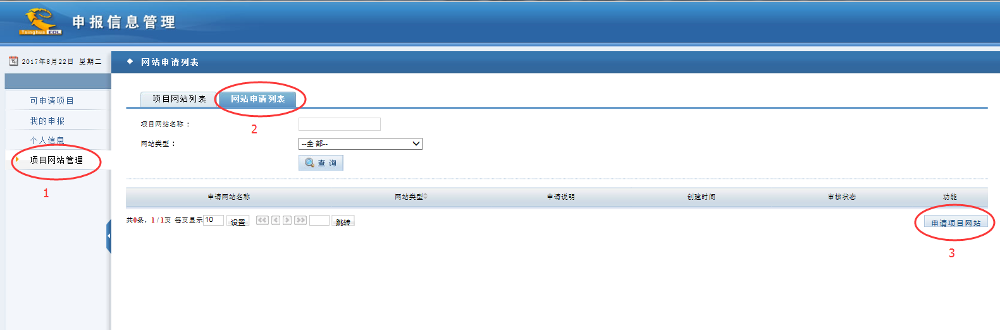 Tsinghua EOL
申报信息管理
15
2017年8月22日 星期二
网站申请列表
可申请项目
我的申报
个人信息
项目网站管理
1
项目网站列表 网站申请列表
2
项目网站名称：
网站类型：
--全部--
查 询
申请网站名称 网站类型 申请说明 创建时间 审核状态 功能
共0条，1/1页 每页显示 10 设置 跳转
申请项目网站
3